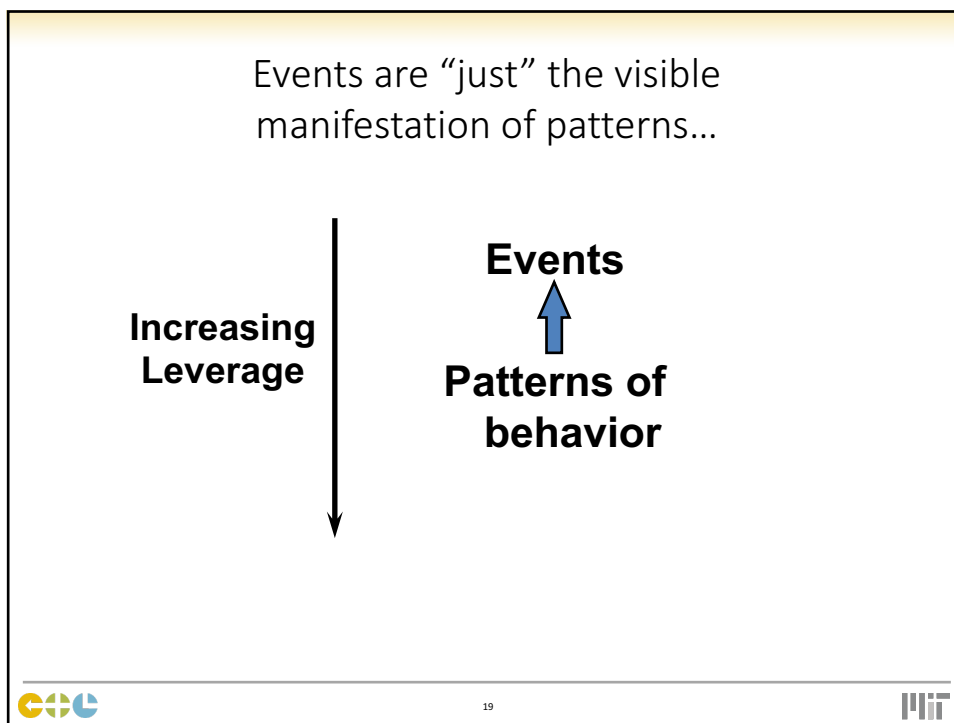 Events are “just” the visible
manifestation of patterns…
Events
Increasing
Leverage
Patterns of
behavior
19